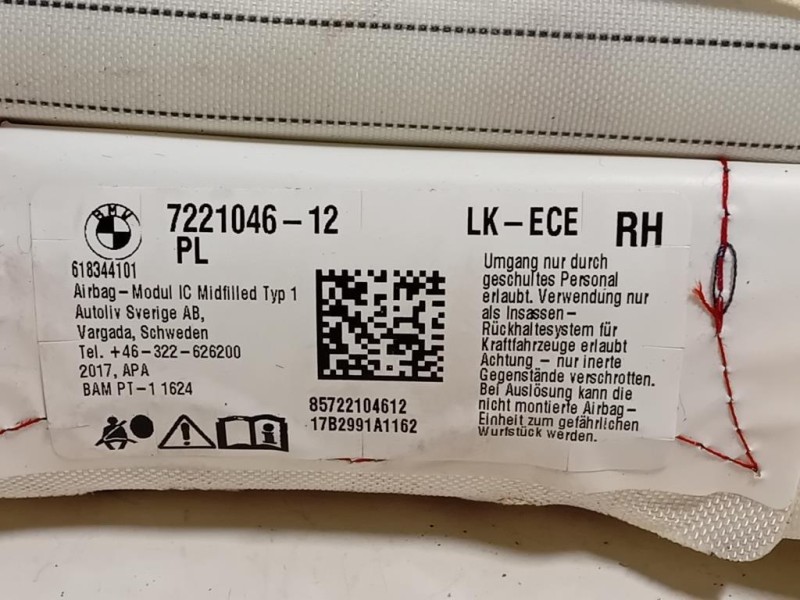 BMW
7221046-12
PL
618344101
Airbag-Modul IC Midfilled Typ 1
Autoliv Sverige AB,
Vargada, Schweden
Tel. +46-322-626200
2017, APA
BAM PT-1 1624
85722104612
17B2991A1162
LK-ECE RH
Umgang nur durch
geschultes Personal
erlaubt. Verwendung nur
als Insassen-
Rückhaltesystem für
Kraftfahrzeuge erlaubt
Achtung - nur inerte
Gegenstände verschrotten.
Bei Auslösung kann die
nicht montierte Airbag-
Einheit zum gefährlichen
Wurfstück werden.